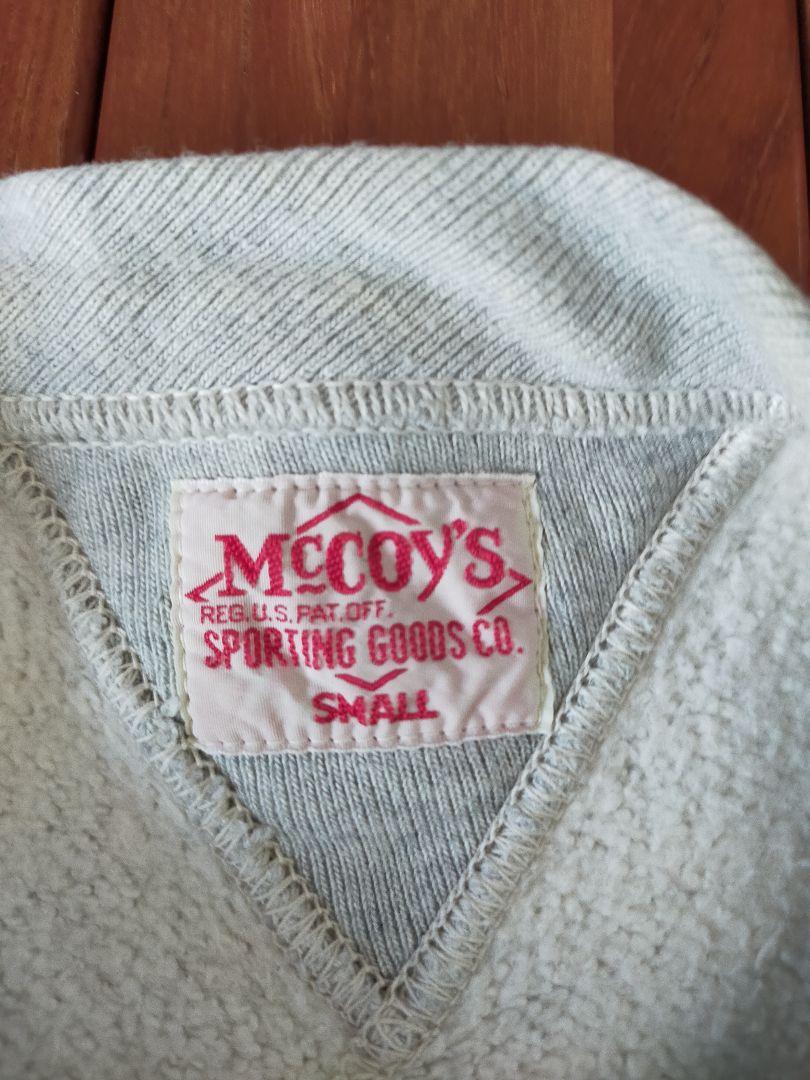 McCOY'S
REG. U.S. PAT. OFF.
SPORTING GOODS CO.
SMALL